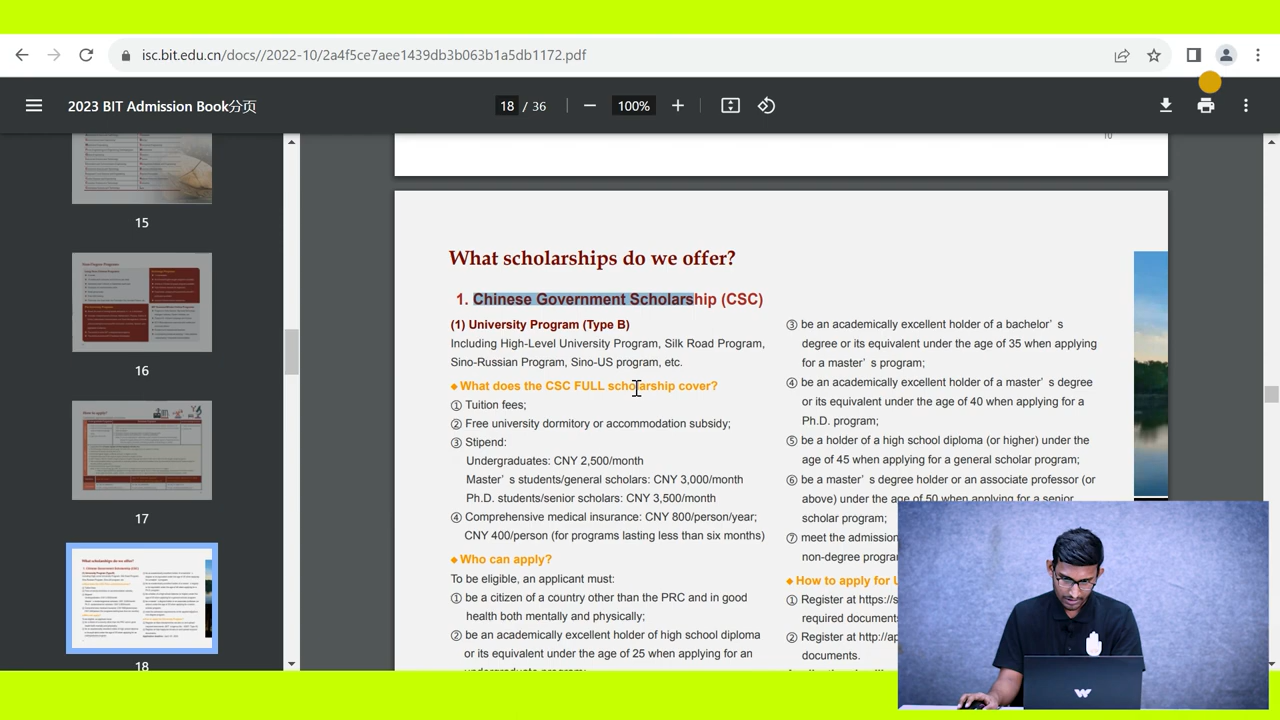 isc.bit.edu.cn/docs//2022-10/2a4f5ce7aee1439db3b063b1a5db1172.pdf
2023 BIT Admission Book分页
18 / 36
100%
15
16
17
18
What scholarships do we offer?
1. Chinese Government Scholarship (CSC)
(1) University Program (Type B)
Including High-Level University Program, Silk Road Program,
Sino-Russian Program, Sino-US program, etc.
◆What does the CSC FULL scholarship cover?
① Tuition fees;
② Free university dormitory or accommodation subsidy;
③ Stipend:
Undergraduates: CNY 2,500/month
Master’ s students/general scholars: CNY 3,000/month
Ph.D. students/senior scholars: CNY 3,500/month
④ Comprehensive medical insurance: CNY 800/person/year;
CNY 400/person (for programs lasting less than six months)
◆Who can apply?
To be eligible, an applicant must:
① be a citizen of a country other than the PRC and in good
health both mentally and physically;
② be an academically excellent holder of high school diploma
or its equivalent under the age of 25 when applying for an
undergraduate program;
③ be an academically excellent holder of a bachelor’ s
degree or its equivalent under the age of 35 when applying
for a master’ s program;
④ be an academically excellent holder of a master’ s degree
or its equivalent under the age of 40 when applying for a
Ph.D. program;
⑤ be a holder of a high school diploma (or higher) under the
age of 45 when applying for a general scholar program;
⑥ be a master’ s degree holder or an associate professor (or
above) under the age of 50 when applying for a senior
scholar program;
⑦ meet the admission
non-degree progra
◆How to apply for U
① Register at https://s
required document
② Register at http://ap
documents.
W